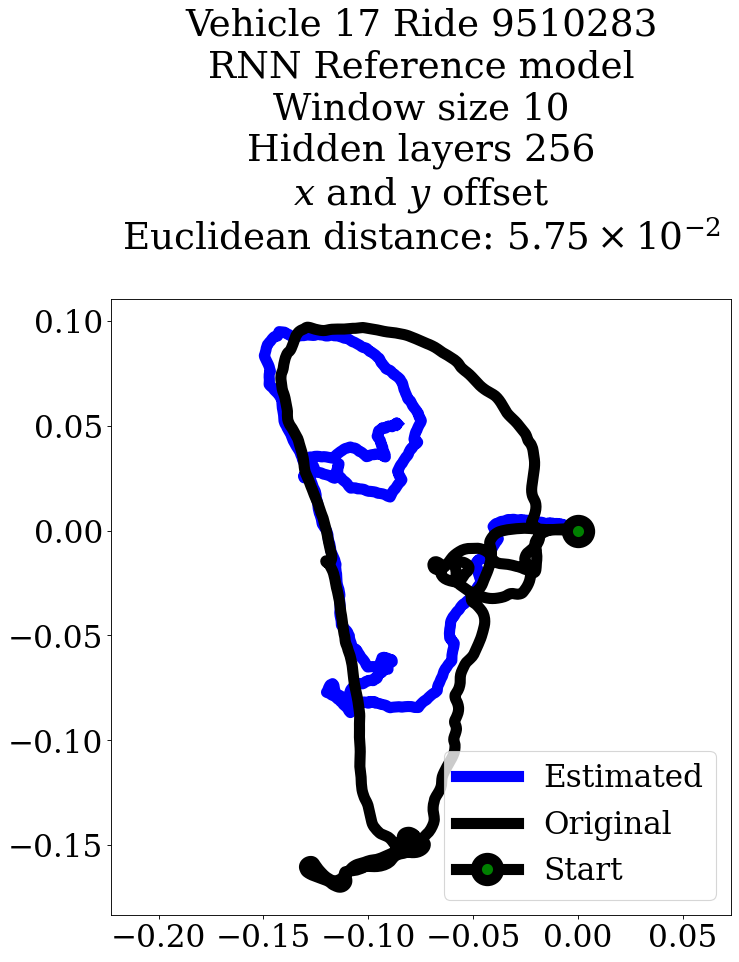 Vehicle 17 Ride 9510283
RNN Reference model
Window size 10
Hidden layers 256
x and y offset
Euclidean distance: 5.75 × 10⁻²
0.10
0.05
0.00
−0.05
−0.10
−0.15
Estimated
Original
Start
−0.20 −0.15 −0.10 −0.05 0.00 0.05